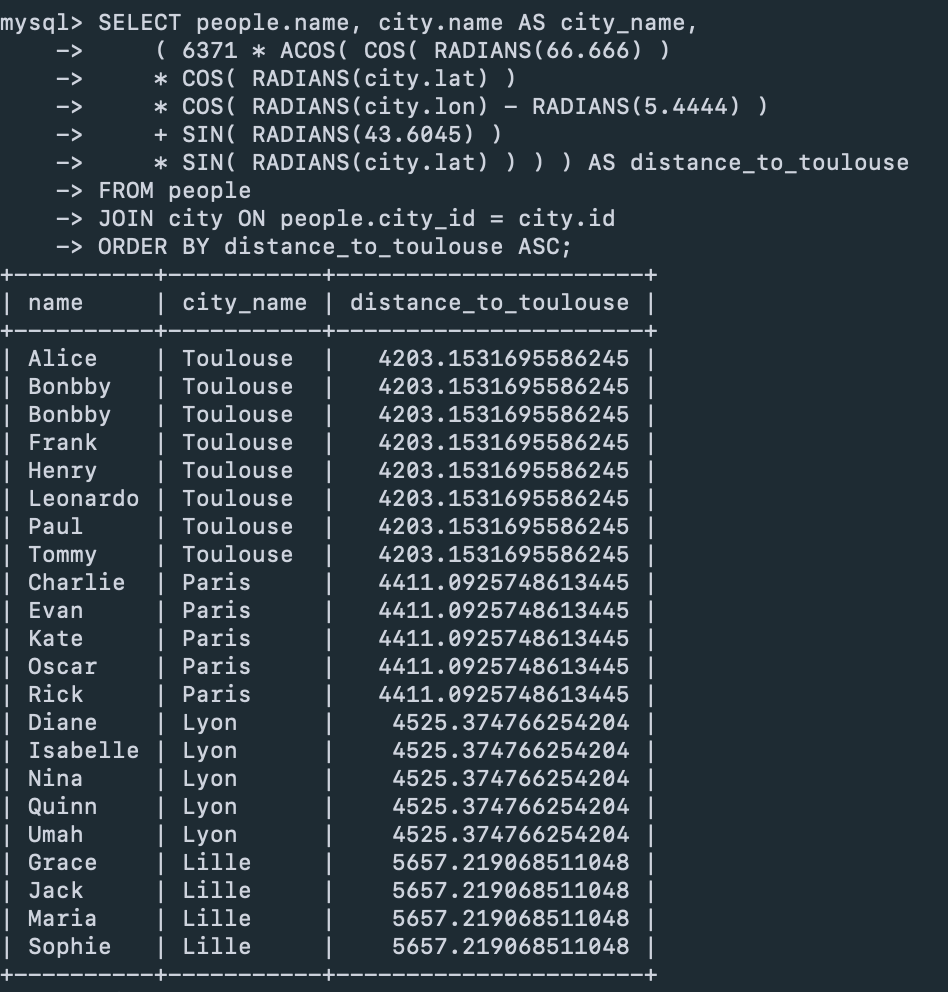 mysql> SELECT people.name, city.name AS city_name,
    ->     ( 6371 * ACOS( COS( RADIANS(66.666) )
    ->     * COS( RADIANS(city.lat) )
    ->     * COS( RADIANS(city.lon) - RADIANS(5.4444) )
    ->     + SIN( RADIANS(43.6045) )
    ->     * SIN( RADIANS(city.lat) ) ) ) AS distance_to_toulouse
    -> FROM people
    -> JOIN city ON people.city_id = city.id
    -> ORDER BY distance_to_toulouse ASC;
+----------+-----------+----------------------+
| name     | city_name | distance_to_toulouse |
+----------+-----------+----------------------+
| Alice    | Toulouse  |   4203.1531695586245 |
| Bonbby   | Toulouse  |   4203.1531695586245 |
| Bonbby   | Toulouse  |   4203.1531695586245 |
| Frank    | Toulouse  |   4203.1531695586245 |
| Henry    | Toulouse  |   4203.1531695586245 |
| Leonardo | Toulouse  |   4203.1531695586245 |
| Paul     | Toulouse  |   4203.1531695586245 |
| Tommy    | Toulouse  |   4203.1531695586245 |
| Charlie  | Paris     |   4411.0925748613445 |
| Evan     | Paris     |   4411.0925748613445 |
| Kate     | Paris     |   4411.0925748613445 |
| Oscar    | Paris     |   4411.0925748613445 |
| Rick     | Paris     |   4411.0925748613445 |
| Diane    | Lyon      |    4525.374766254204 |
| Isabelle | Lyon      |    4525.374766254204 |
| Nina     | Lyon      |    4525.374766254204 |
| Quinn    | Lyon      |    4525.374766254204 |
| Umah     | Lyon      |    4525.374766254204 |
| Grace    | Lille     |    5657.219068511048 |
| Jack     | Lille     |    5657.219068511048 |
| Maria    | Lille     |    5657.219068511048 |
| Sophie   | Lille     |    5657.219068511048 |
+----------+-----------+----------------------+